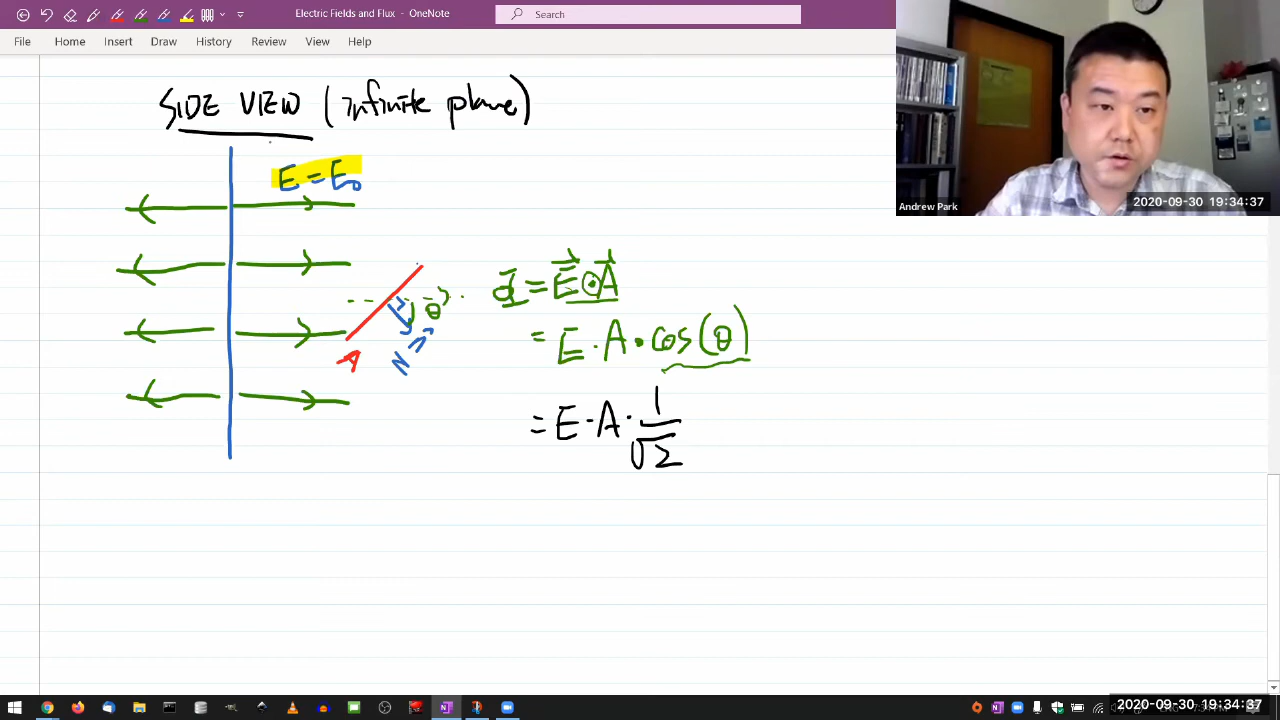 Electric Fields and Flux - OneNote
Search
File Home Insert Draw History Review View Help
SIDE VIEW (infinite plane)
E = E₀
Φ = E⃗ ⊙ A⃗
θ
= E · A · cos(θ)
A
= E · A · 1/√2
Andrew Park
2020-09-30 19:34:37
2020-09-30 19:34:37